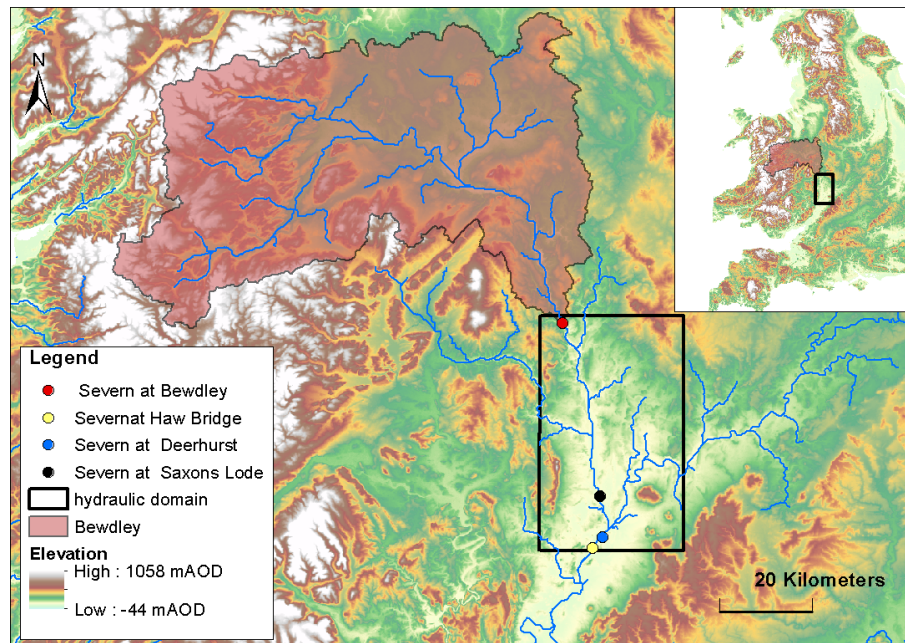 N
Legend
Severn at Bewdley
Severnat Haw Bridge
Severn at Deerhurst
Severn at Saxons Lode
hydraulic domain
Bewdley
Elevation
High : 1058 mAOD
Low : -44 mAOD
20 Kilometers